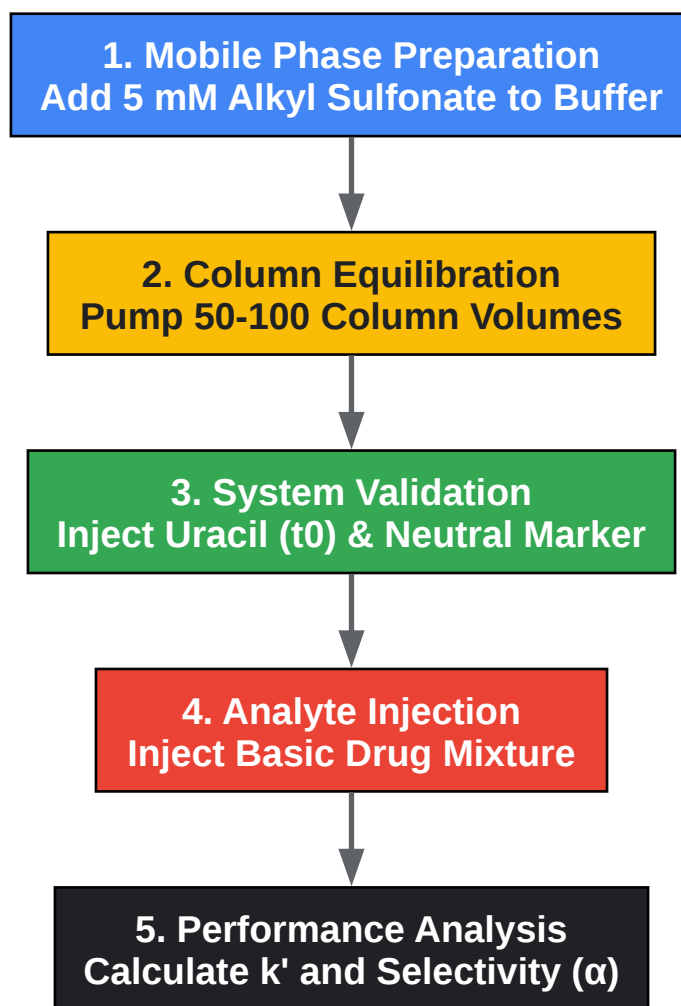 1. Mobile Phase Preparation
Add 5 mM Alkyl Sulfonate to Buffer
2. Column Equilibration
Pump 50-100 Column Volumes
3. System Validation
Inject Uracil (t0) & Neutral Marker
4. Analyte Injection
Inject Basic Drug Mixture
5. Performance Analysis
Calculate k' and Selectivity (α)